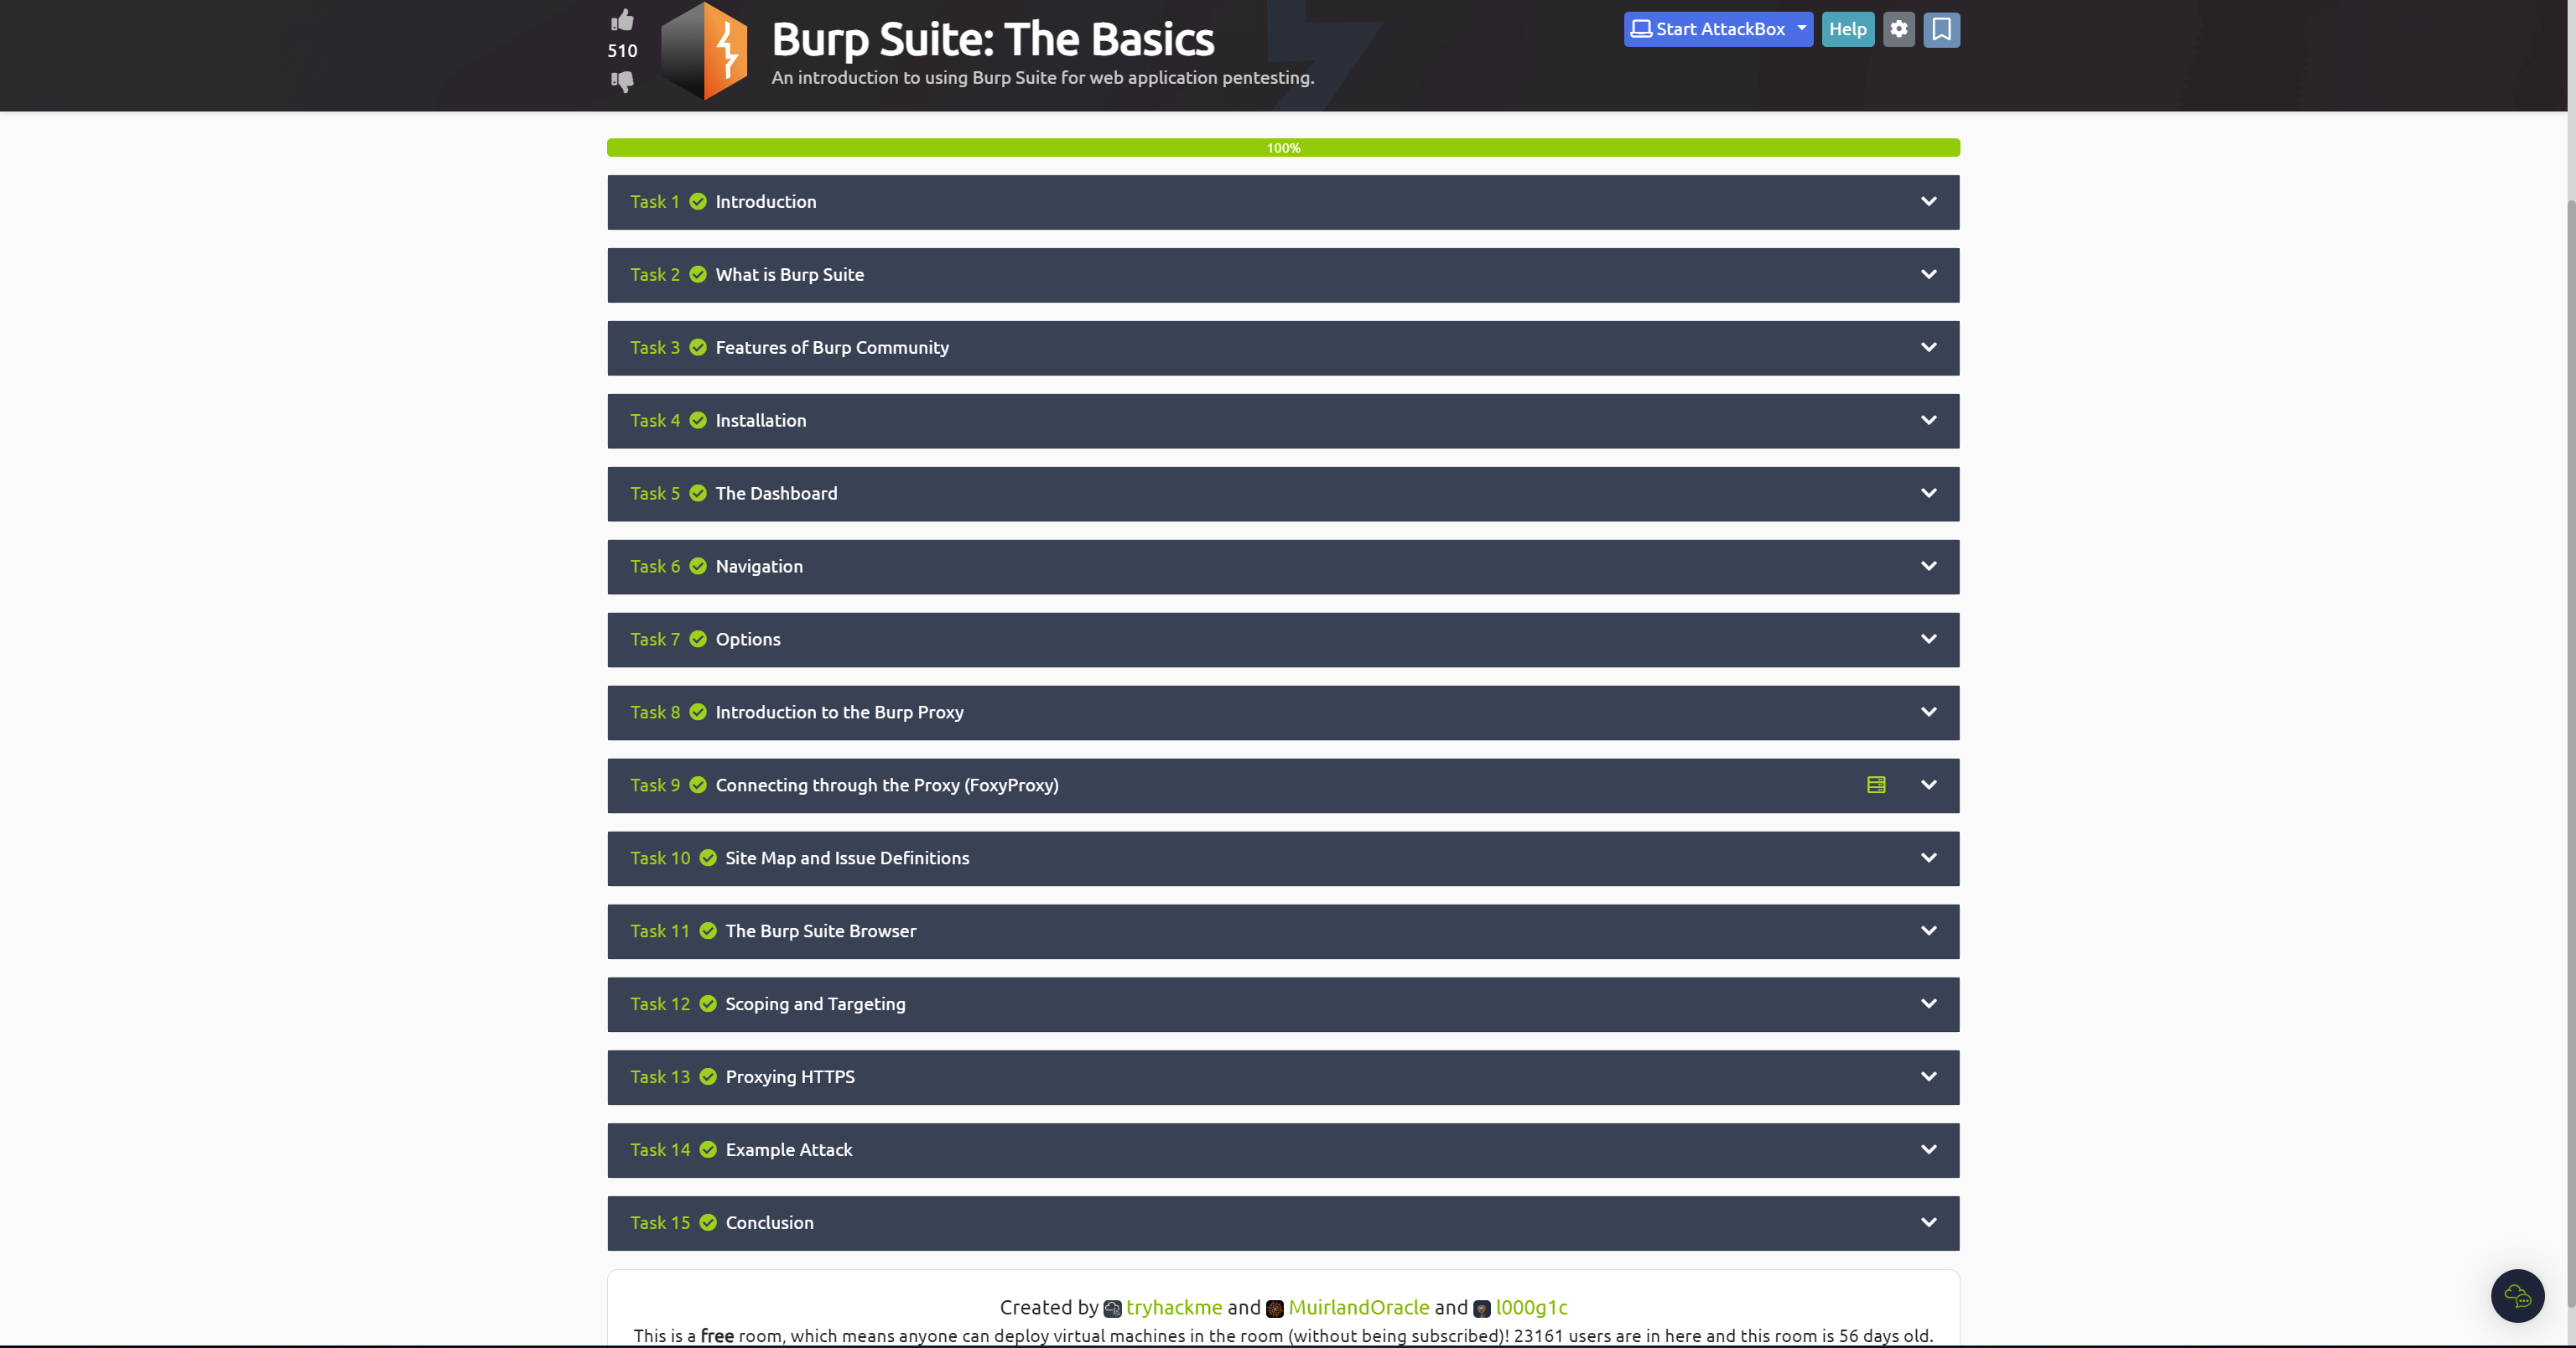 510
Burp Suite: The Basics
An introduction to using Burp Suite for web application pentesting.
Start AttackBox
Help
100%
Task 1 Introduction
Task 2 What is Burp Suite
Task 3 Features of Burp Community
Task 4 Installation
Task 5 The Dashboard
Task 6 Navigation
Task 7 Options
Task 8 Introduction to the Burp Proxy
Task 9 Connecting through the Proxy (FoxyProxy)
Task 10 Site Map and Issue Definitions
Task 11 The Burp Suite Browser
Task 12 Scoping and Targeting
Task 13 Proxying HTTPS
Task 14 Example Attack
Task 15 Conclusion
Created by tryhackme and MuirlandOracle and l000g1c
This is a free room, which means anyone can deploy virtual machines in the room (without being subscribed)! 23161 users are in here and this room is 56 days old.